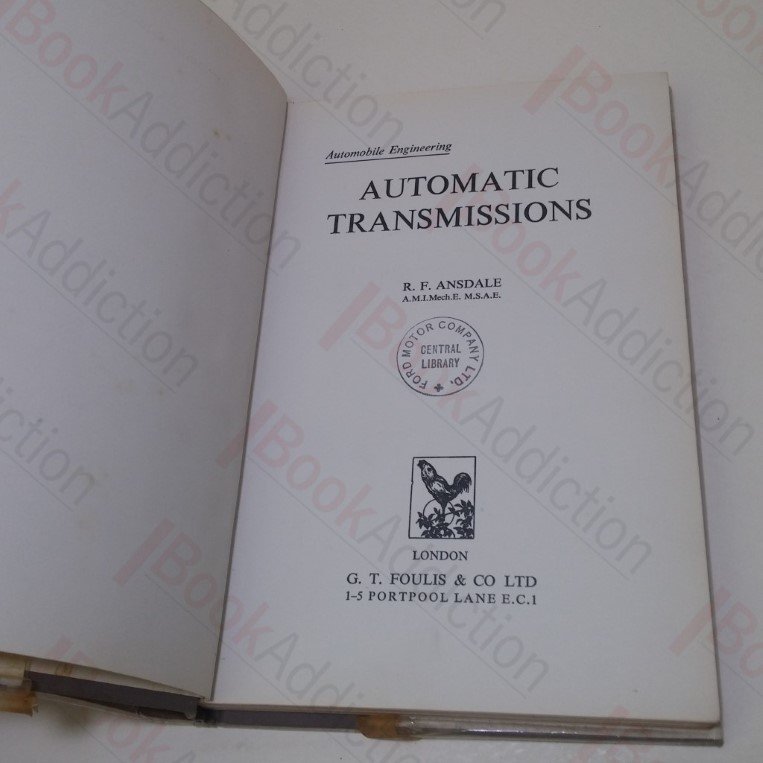 Automobile Engineering
AUTOMATIC
TRANSMISSIONS
R. F. ANSDALE
A.M.I.Mech.E. M.S.A.E.
FORD MOTOR COMPANY LTD.
CENTRAL
LIBRARY
LONDON
G. T. FOULIS & CO LTD
1-5 PORTPOOL LANE E.C.1
BookAddiction